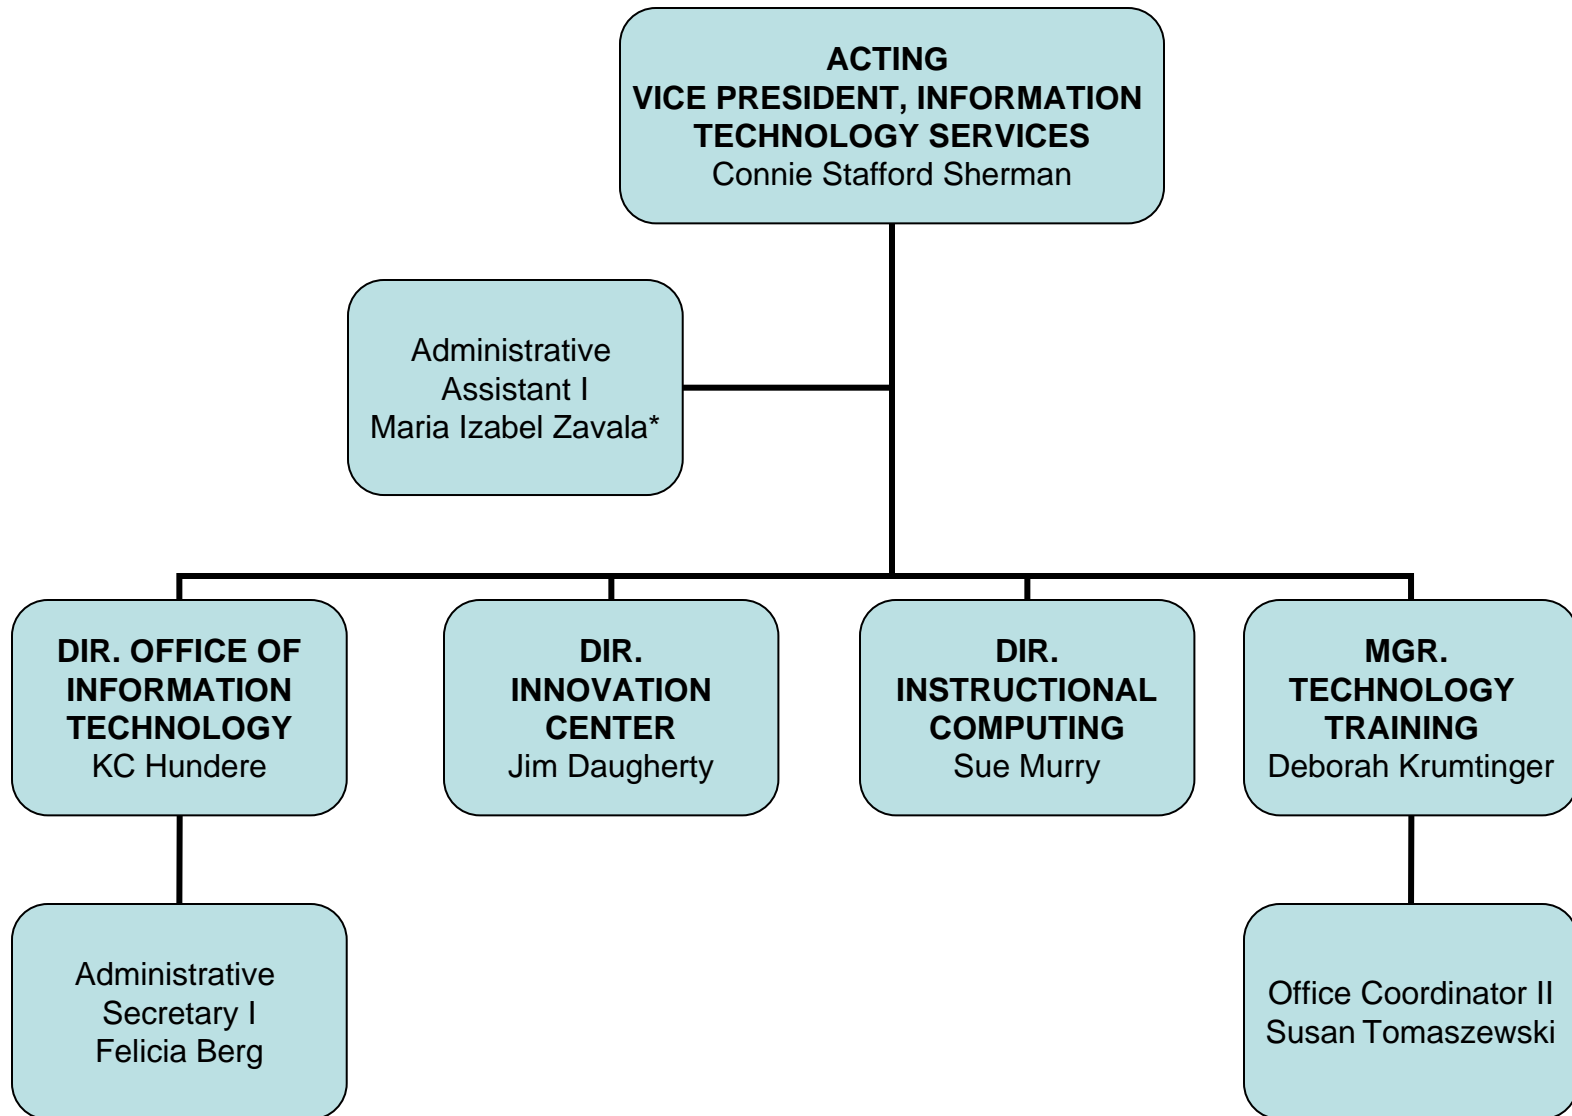 ACTING
VICE PRESIDENT, INFORMATION
TECHNOLOGY SERVICES
Connie Stafford Sherman
Administrative
Assistant I
Maria Izabel Zavala*
DIR. OFFICE OF
INFORMATION
TECHNOLOGY
KC Hundere
DIR.
INNOVATION
CENTER
Jim Daugherty
DIR.
INSTRUCTIONAL
COMPUTING
Sue Murry
MGR.
TECHNOLOGY
TRAINING
Deborah Krumtinger
Administrative
Secretary I
Felicia Berg
Office Coordinator II
Susan Tomaszewski